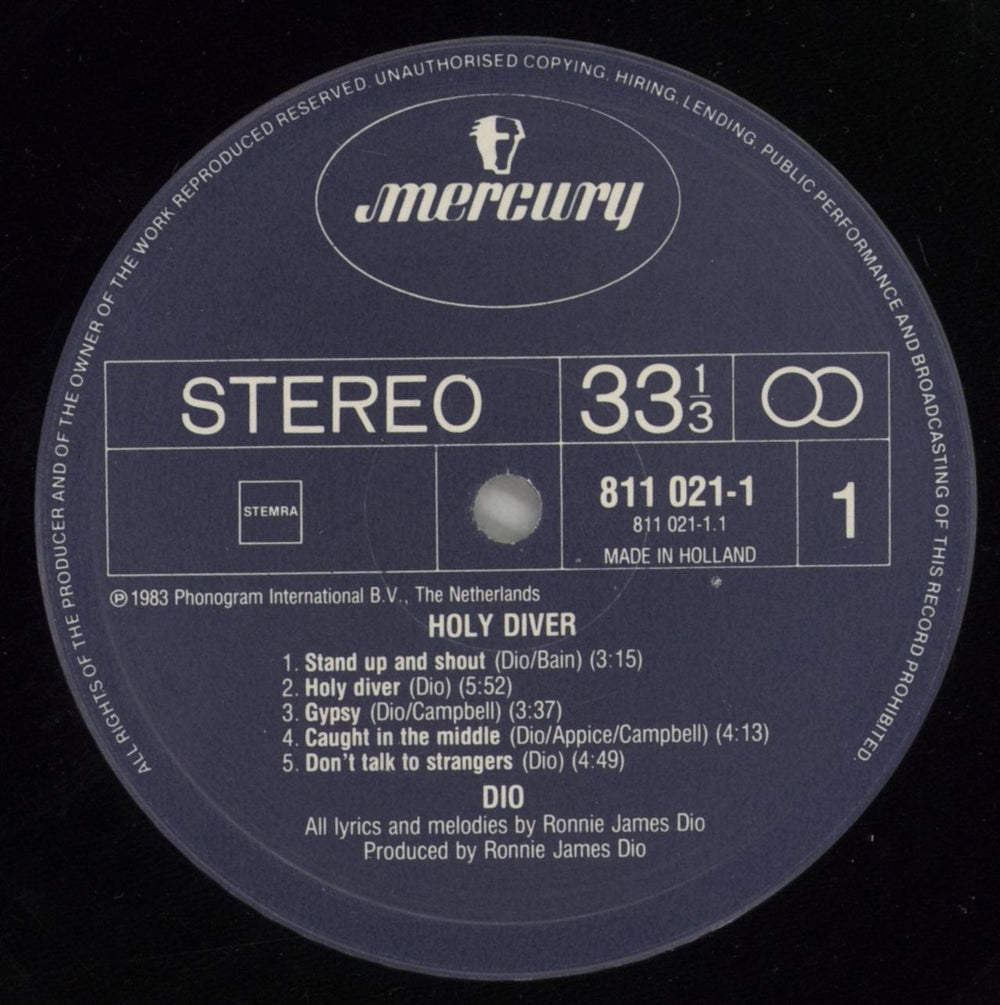 ALL RIGHTS OF THE PRODUCER AND OF THE OWNER OF THE WORK REPRODUCED RESERVED. UNAUTHORISED COPYING, HIRING, LENDING, PUBLIC PERFORMANCE AND BROADCASTING OF THIS RECORD PROHIBITED.
mercury
STEREO
33 1/3
STEMRA
811 021-1
811 021-1.1
MADE IN HOLLAND
1
℗ 1983 Phonogram International B.V., The Netherlands
HOLY DIVER
1. Stand up and shout (Dio/Bain) (3:15)
2. Holy diver (Dio) (5:52)
3. Gypsy (Dio/Campbell) (3:37)
4. Caught in the middle (Dio/Appice/Campbell) (4:13)
5. Don't talk to strangers (Dio) (4:49)
DIO
All lyrics and melodies by Ronnie James Dio
Produced by Ronnie James Dio